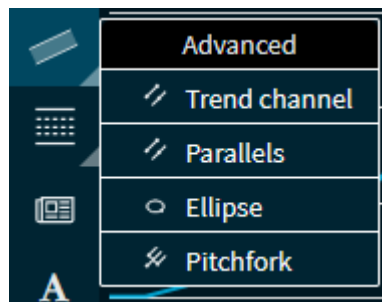 Advanced
Trend channel
Parallels
Ellipse
Pitchfork
A